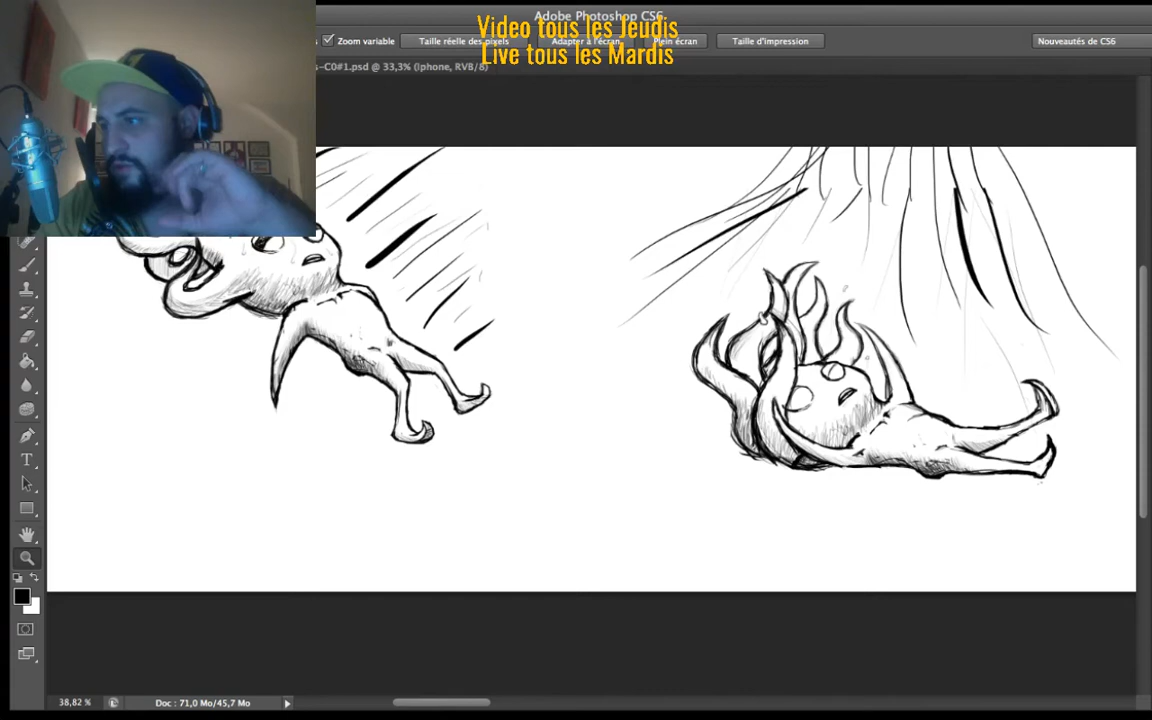 Adobe Photoshop CS6
Video tous les Jeudis
Live tous les Mardis
Zoom variable
Taille réelle des pixels
Adapter à l'écran
Plein écran
Taille d'impression
Nouveautés de CS6
s-C0#1.psd @ 33,3% (Iphone, RVB/8)
T
38,82 %
Doc : 71,0 Mo/45,7 Mo